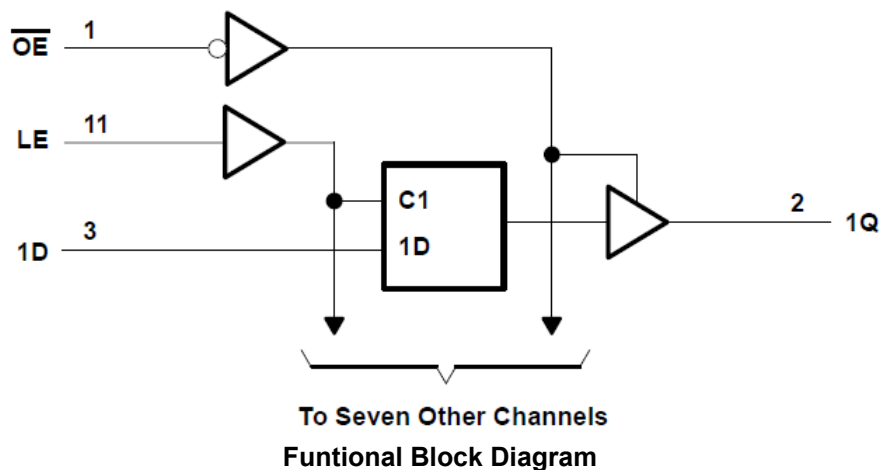 OE 1
LE 11
C1
1D 3 1D
2 1Q
To Seven Other Channels
Funtional Block Diagram